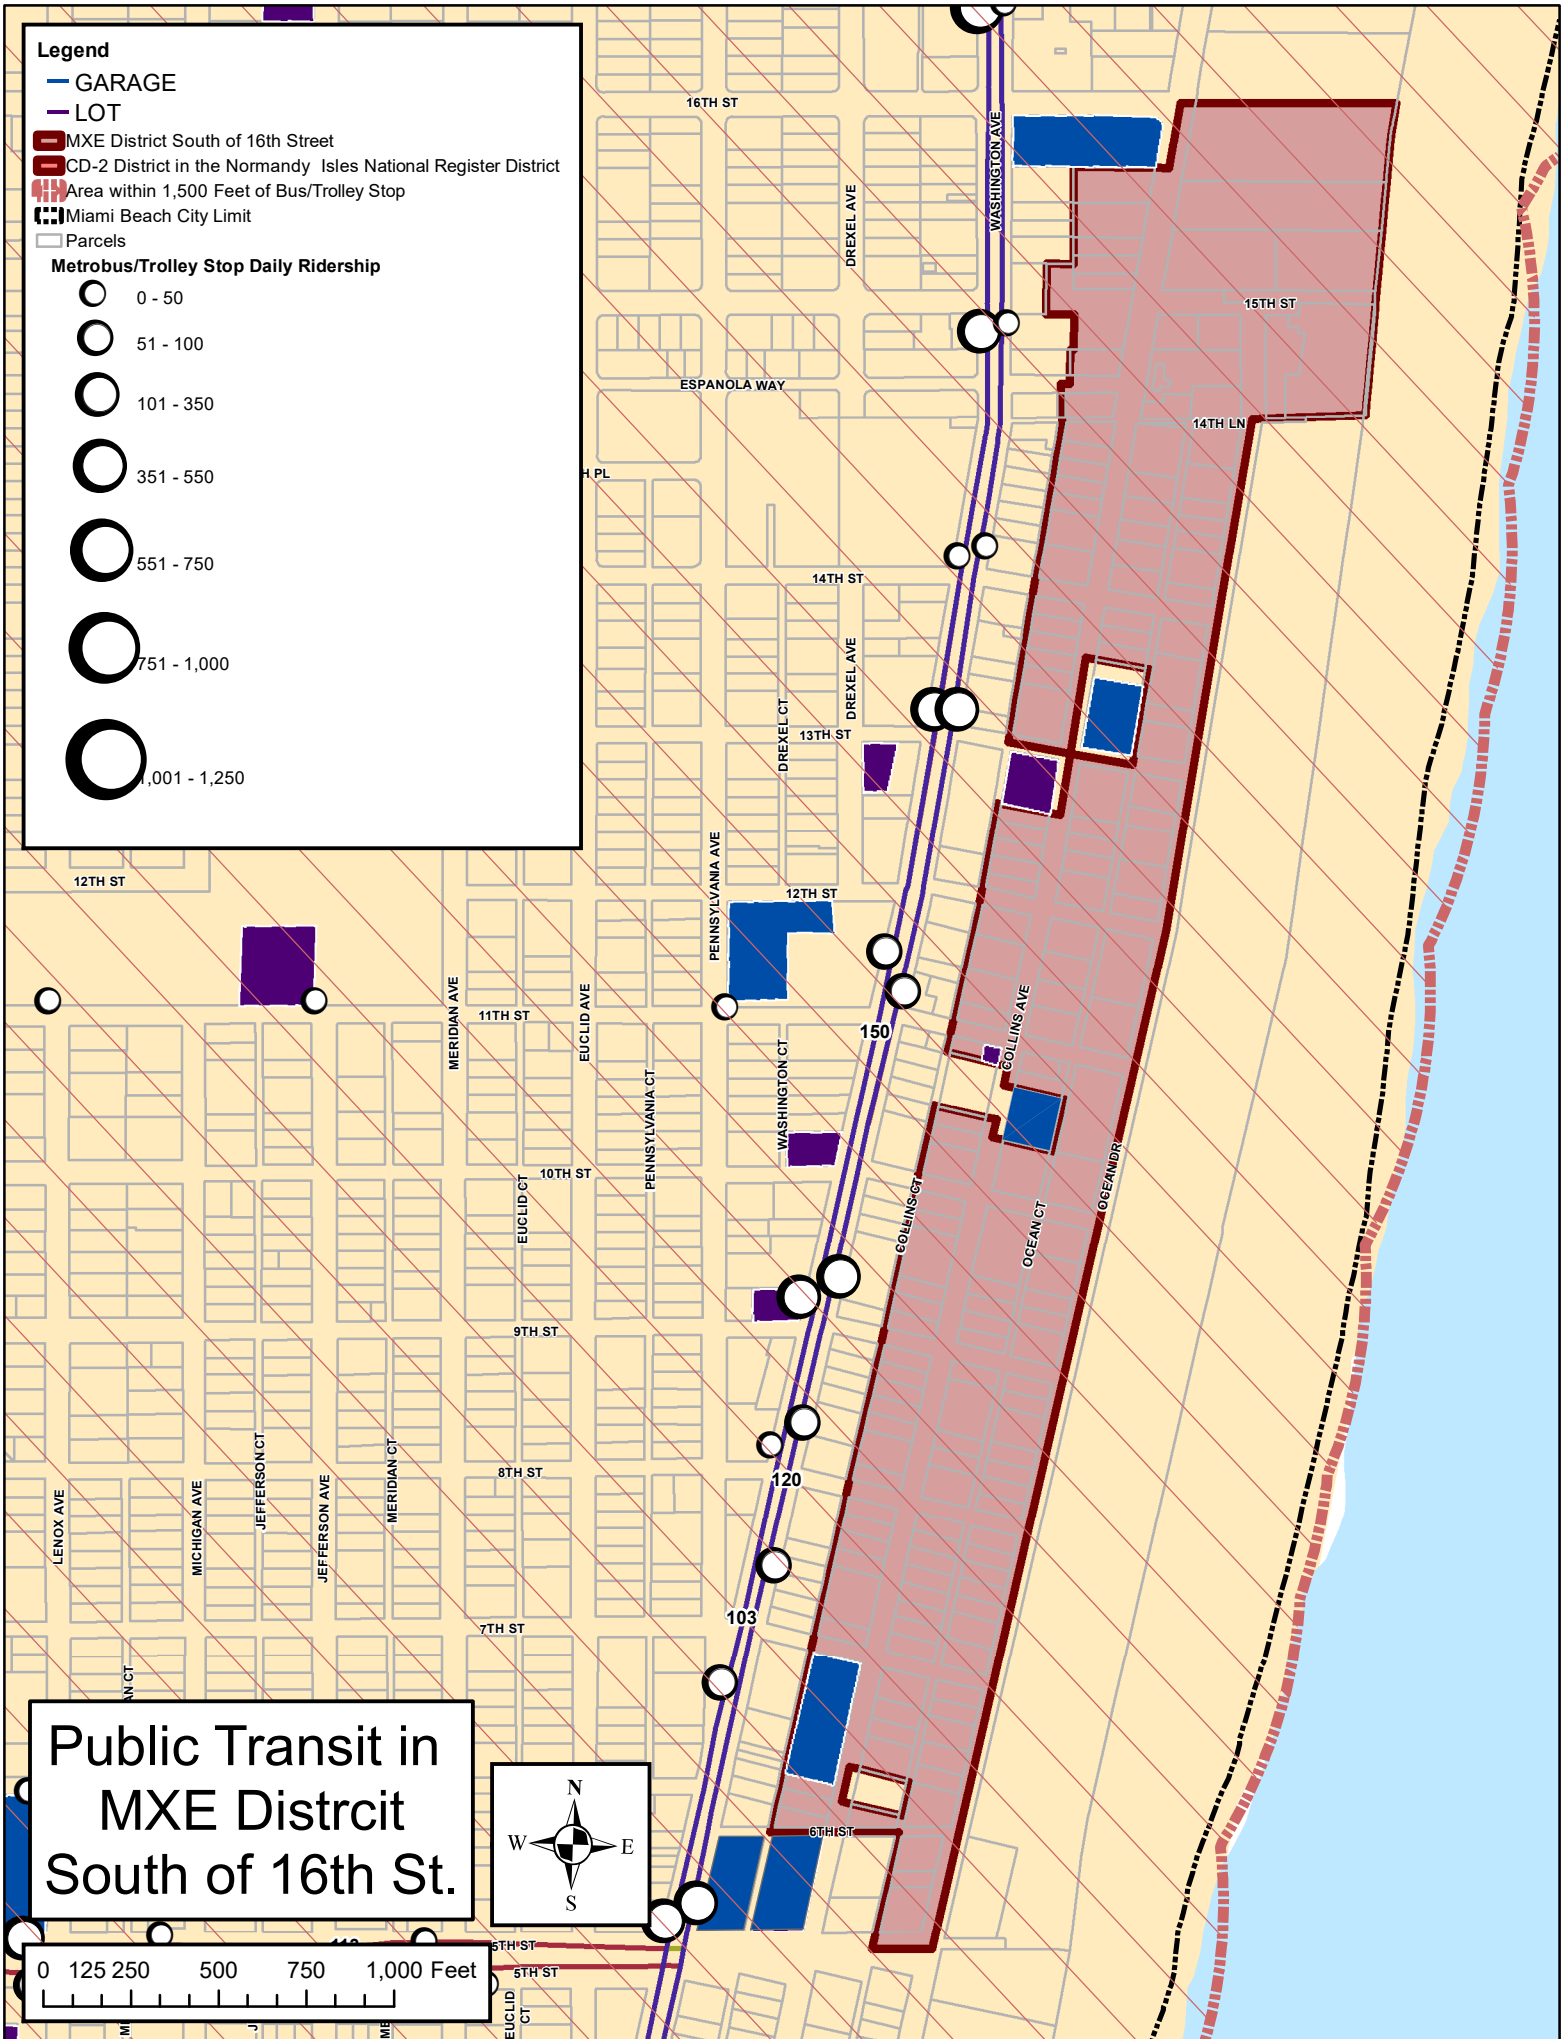 Legend
GARAGE
LOT
MXE District South of 16th Street
CD-2 District in the Normandy Isles National Register District
Area within 1,500 Feet of Bus/Trolley Stop
Miami Beach City Limit
Parcels
Metrobus/Trolley Stop Daily Ridership
0 - 50
51 - 100
101 - 350
351 - 550
551 - 750
751 - 1,000
1,001 - 1,250
16TH ST
WASHINGTON AVE
DREXEL AVE
15TH ST
ESPANOLA WAY
14TH LN
H PL
14TH ST
DREXEL AVE
DREXEL CT
13TH ST
PENNSYLVANIA AVE
12TH ST
12TH ST
MERIDIAN AVE
EUCLID AVE
11TH ST
COLLINS AVE
150
PENNSYLVANIA CT
WASHINGTON CT
10TH ST
EUCLID CT
COLLINS CT
OCEAN CT
OCEAN DR
9TH ST
8TH ST
120
LENOX AVE
MICHIGAN AVE
JEFFERSON CT
JEFFERSON AVE
MERIDIAN CT
103
7TH ST
AN CT
Public Transit in
MXE Distrcit
South of 16th St.
N
W
E
S
6TH ST
5TH ST
5TH ST
0 125 250 500 750 1,000 Feet
EUCLID
CT
ME